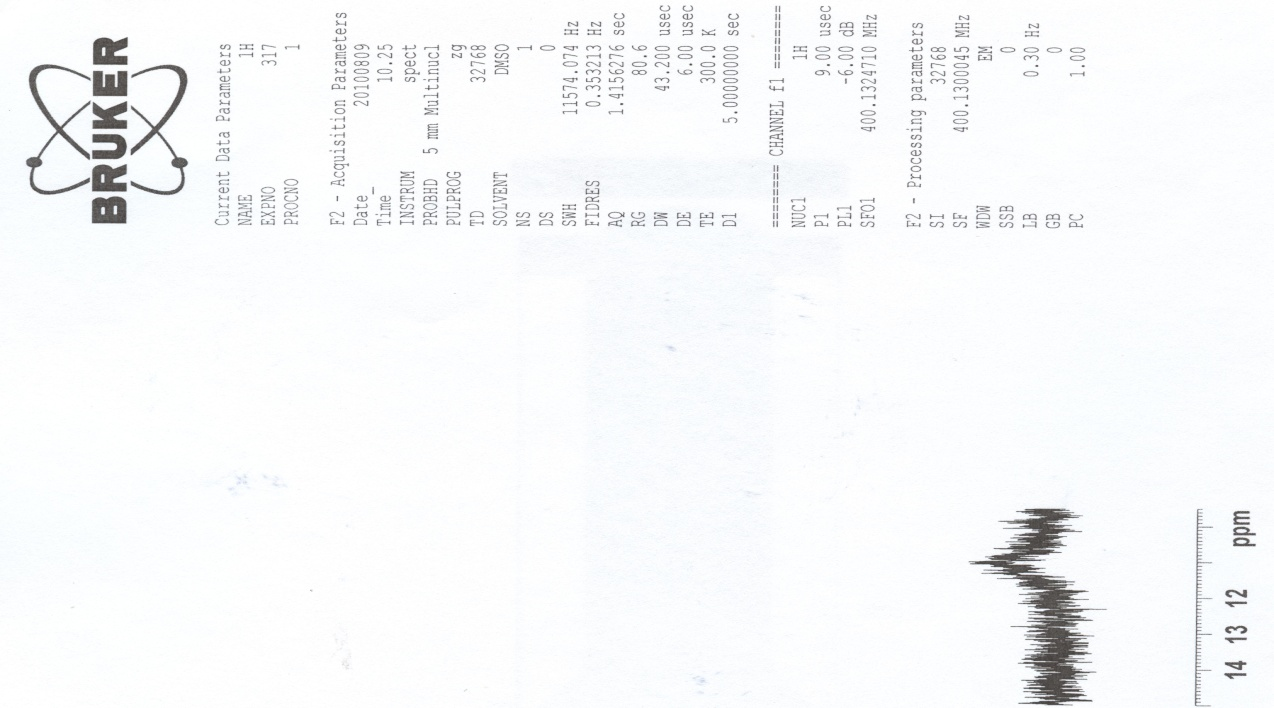 BRUKER
Current Data Parameters
NAME 1H
EXPNO 317
PROCNO 1
F2 - Acquisition Parameters
Date_ 20100809
Time 10.25
INSTRUM spect
PROBHD 5 mm Multinucl
PULPROG zg
TD 32768
SOLVENT DMSO
NS 1
DS 0
SWH 11574.074 Hz
FIDRES 0.353213 Hz
AQ 1.4156276 sec
RG 80.6
DW 43.200 usec
DE 6.00 usec
TE 300.0 K
D1 5.00000000 sec
======== CHANNEL f1 ========
NUC1 1H
P1 9.00 usec
PL1 -6.00 dB
SFO1 400.1324710 MHz
F2 - Processing parameters
SI 32768
SF 400.1300045 MHz
WDW EM
SSB 0
LB 0.30 Hz
GB 0
PC 1.00
14 13 12 ppm